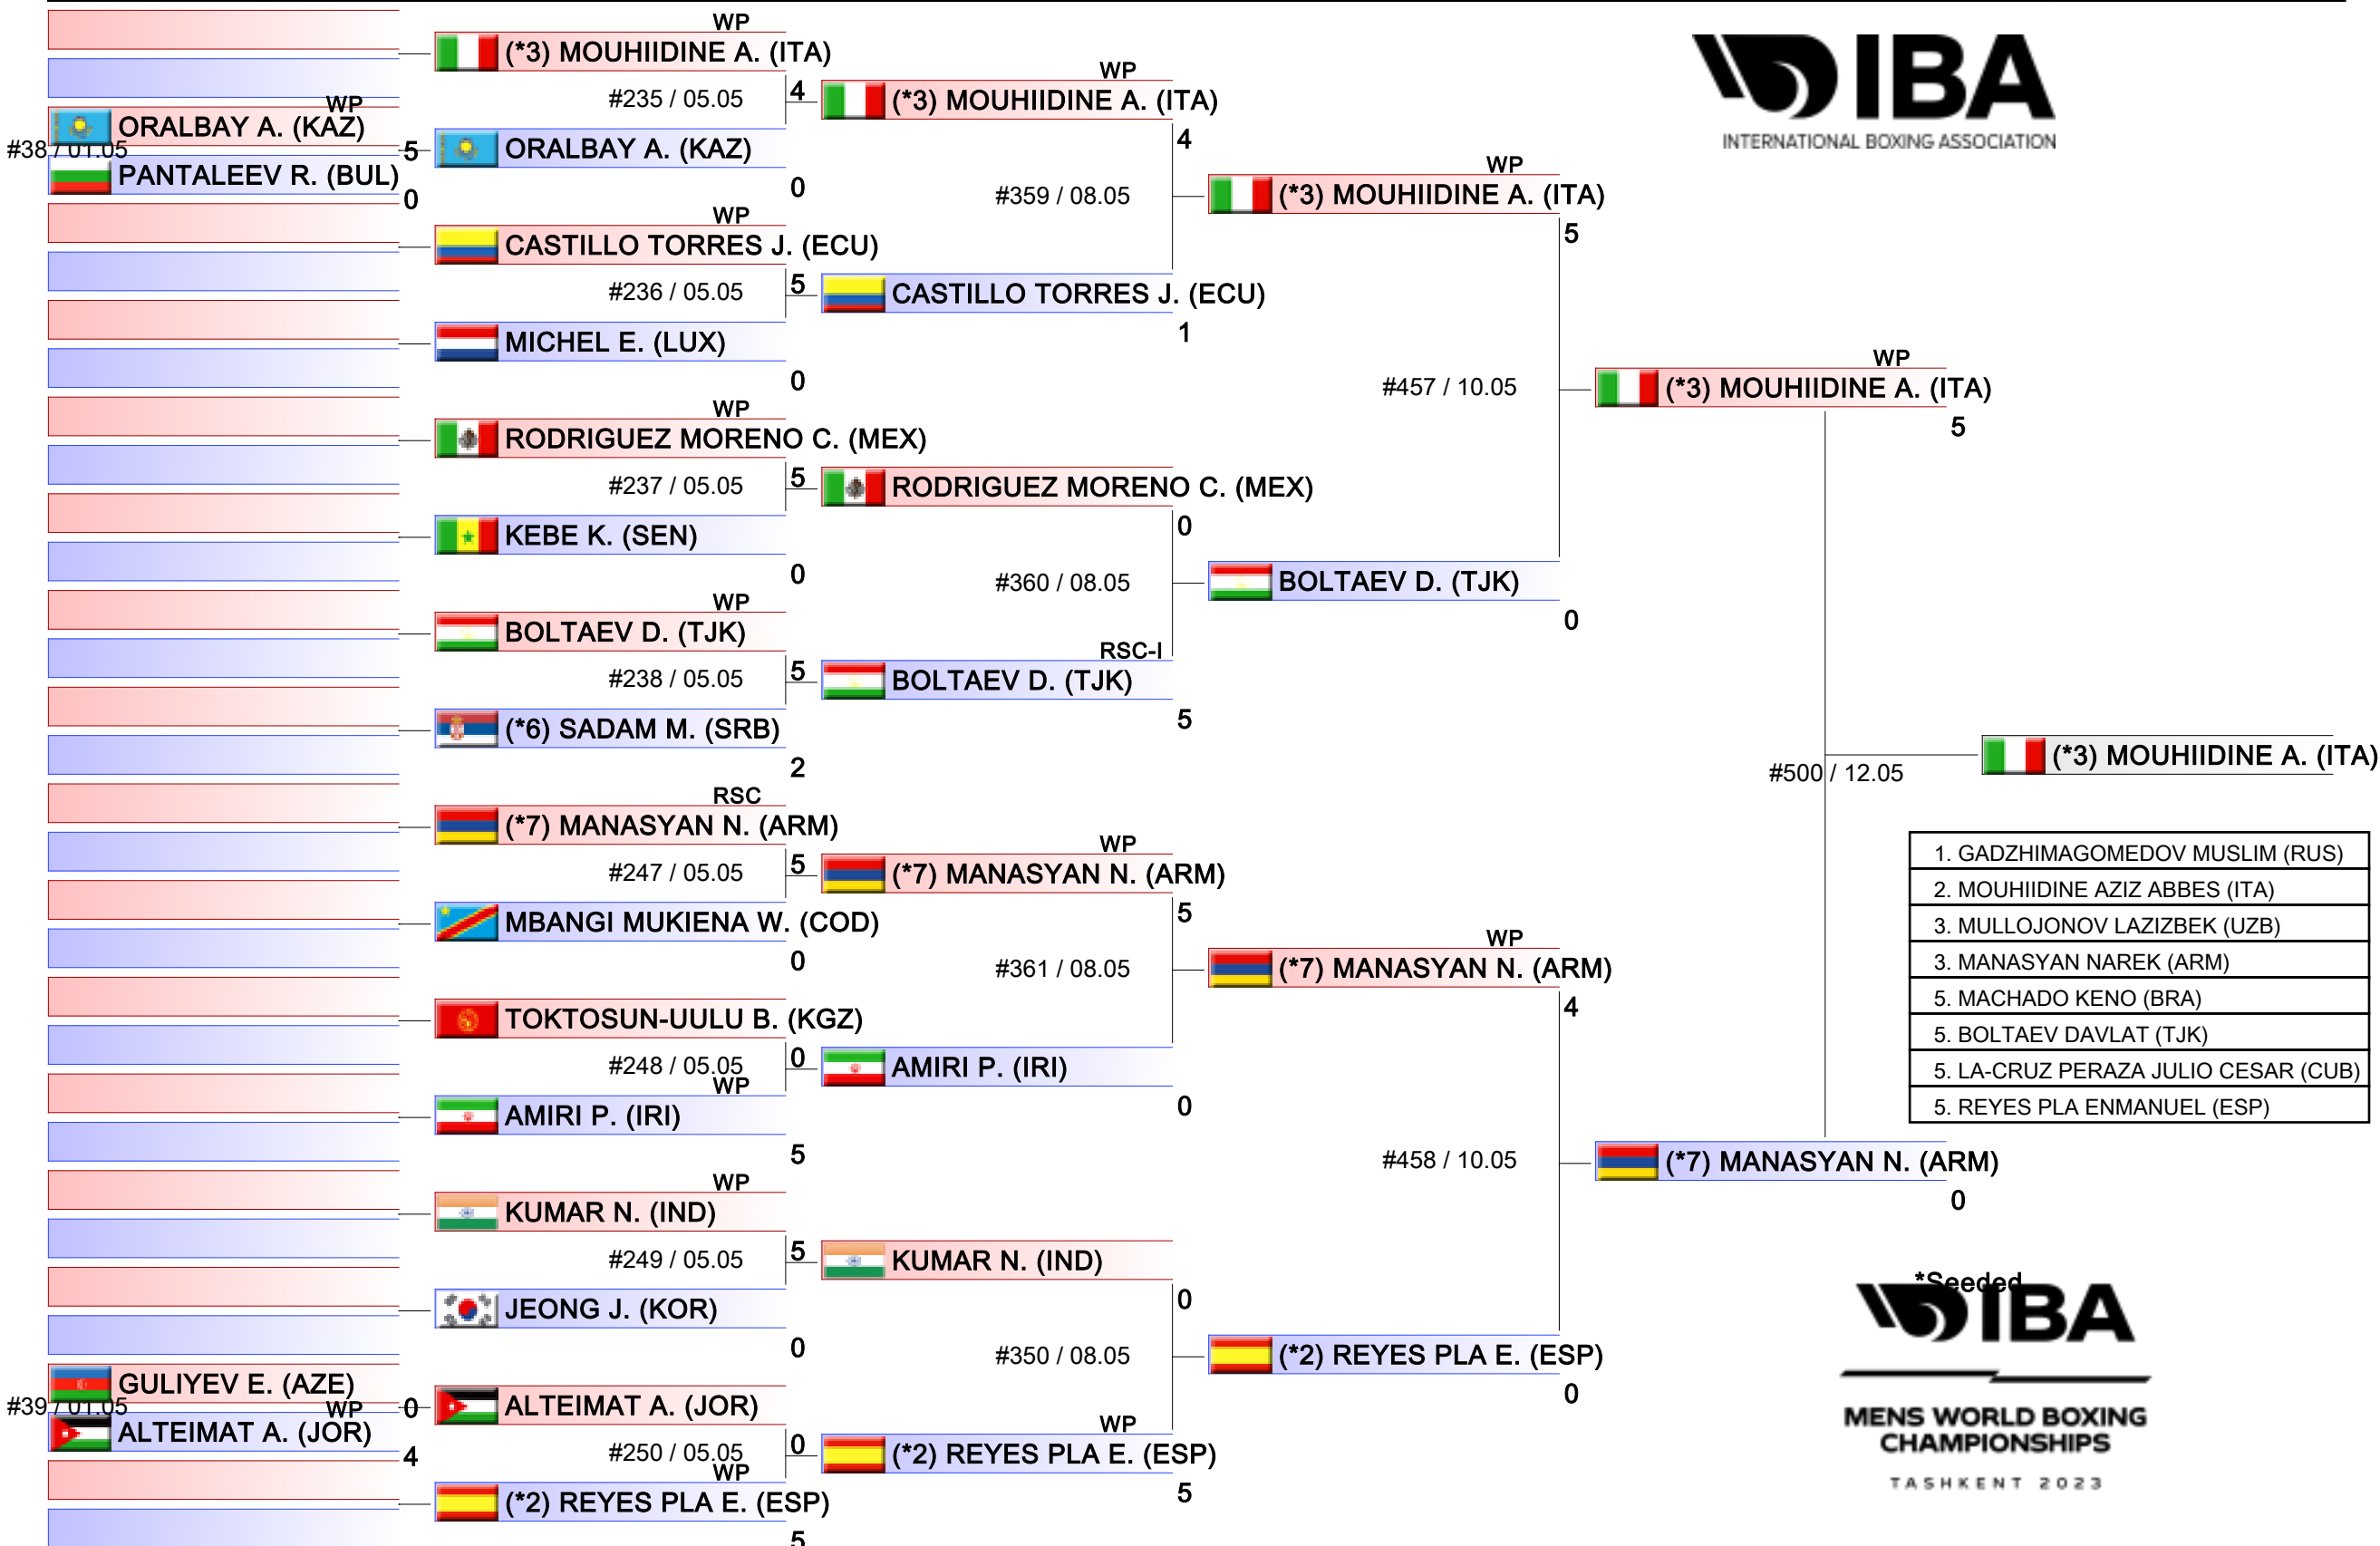 WP
ORALBAY A. (KAZ)
#38 / 01.05
5
PANTALEEV R. (BUL)
0
GULIYEV E. (AZE)
#39 / 01.05
WP
0
ALTEIMAT A. (JOR)
4
WP
(*3) MOUHIIDINE A. (ITA)
#235 / 05.05
4
ORALBAY A. (KAZ)
0
WP
CASTILLO TORRES J. (ECU)
#236 / 05.05
5
MICHEL E. (LUX)
0
WP
RODRIGUEZ MORENO C. (MEX)
#237 / 05.05
5
KEBE K. (SEN)
0
WP
BOLTAEV D. (TJK)
#238 / 05.05
5
(*6) SADAM M. (SRB)
2
RSC
(*7) MANASYAN N. (ARM)
#247 / 05.05
5
MBANGI MUKIENA W. (COD)
0
TOKTOSUN-UULU B. (KGZ)
#248 / 05.05
0
WP
AMIRI P. (IRI)
5
WP
KUMAR N. (IND)
#249 / 05.05
5
JEONG J. (KOR)
0
ALTEIMAT A. (JOR)
#250 / 05.05
0
WP
(*2) REYES PLA E. (ESP)
5
WP
(*3) MOUHIIDINE A. (ITA)
4
#359 / 08.05
CASTILLO TORRES J. (ECU)
1
RODRIGUEZ MORENO C. (MEX)
0
#360 / 08.05
RSC-I
BOLTAEV D. (TJK)
5
WP
(*7) MANASYAN N. (ARM)
5
#361 / 08.05
AMIRI P. (IRI)
0
KUMAR N. (IND)
0
#350 / 08.05
WP
(*2) REYES PLA E. (ESP)
5
WP
(*3) MOUHIIDINE A. (ITA)
5
#457 / 10.05
BOLTAEV D. (TJK)
0
WP
(*7) MANASYAN N. (ARM)
4
#458 / 10.05
(*2) REYES PLA E. (ESP)
0
WP
(*3) MOUHIIDINE A. (ITA)
5
#500 / 12.05
(*7) MANASYAN N. (ARM)
0
(*3) MOUHIIDINE A. (ITA)
IBA
INTERNATIONAL BOXING ASSOCIATION
1. GADZHIMAGOMEDOV MUSLIM (RUS)
2. MOUHIIDINE AZIZ ABBES (ITA)
3. MULLOJONOV LAZIZBEK (UZB)
3. MANASYAN NAREK (ARM)
5. MACHADO KENO (BRA)
5. BOLTAEV DAVLAT (TJK)
5. LA-CRUZ PERAZA JULIO CESAR (CUB)
5. REYES PLA ENMANUEL (ESP)
*Seeded
IBA
MENS WORLD BOXING
CHAMPIONSHIPS
TASHKENT 2023